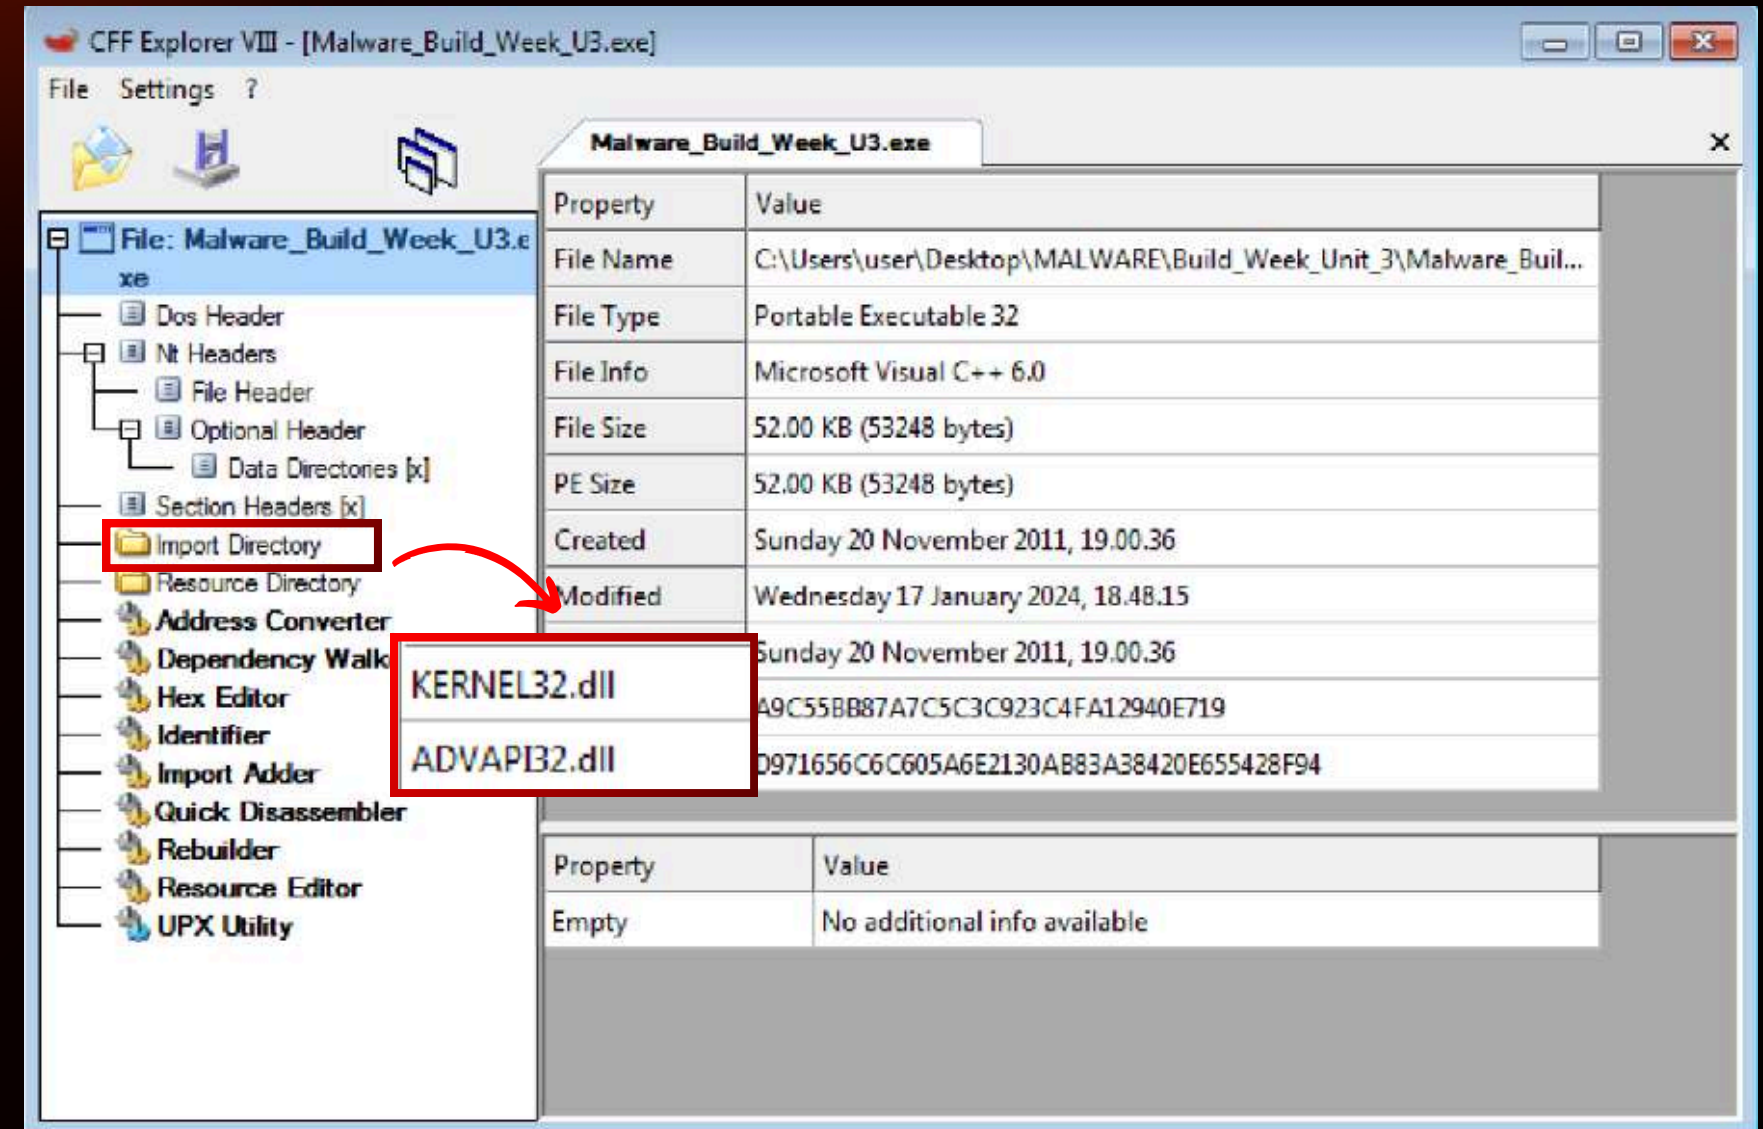 CFF Explorer VIII - [Malware_Build_Week_U3.exe]
File Settings ?
Malware_Build_Week_U3.exe
File: Malware_Build_Week_U3.e
xe
Dos Header
Nt Headers
File Header
Optional Header
Data Directories [x]
Section Headers [x]
Import Directory
Resource Directory
Address Converter
Dependency Walk
Hex Editor
Identifier
Import Adder
Quick Disassembler
Rebuilder
Resource Editor
UPX Utility
KERNEL32.dll
ADVAPI32.dll
Property Value
File Name C:\Users\user\Desktop\MALWARE\Build_Week_Unit_3\Malware_Buil...
File Type Portable Executable 32
File Info Microsoft Visual C++ 6.0
File Size 52.00 KB (53248 bytes)
PE Size 52.00 KB (53248 bytes)
Created Sunday 20 November 2011, 19.00.36
Modified Wednesday 17 January 2024, 18.48.15
Sunday 20 November 2011, 19.00.36
A9C55BB87A7C5C3C923C4FA12940E719
D971656C6C605A6E2130AB83A38420E655428F94
Property Value
Empty No additional info available